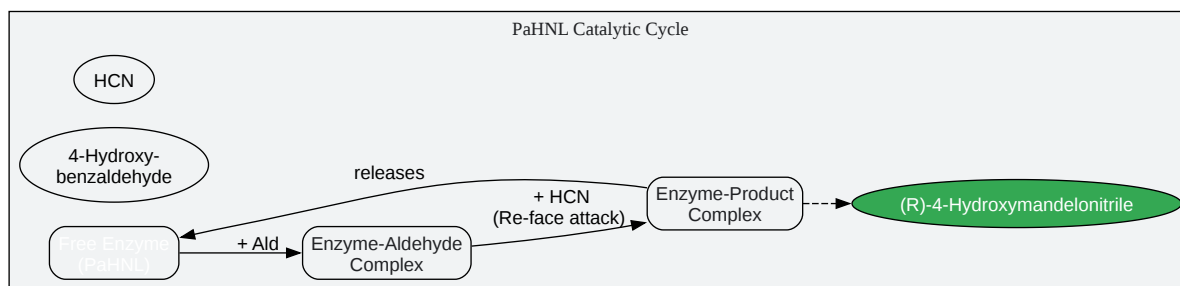 PaHNL Catalytic Cycle
HCN
4-Hydroxy-
benzaldehyde
releases
+ HCN
(Re-face attack)
Enzyme-Product
Complex
(R)-4-Hydroxymandelonitrile
Free Enzyme
(PaHNL)
+ Ald
Enzyme-Aldehyde
Complex